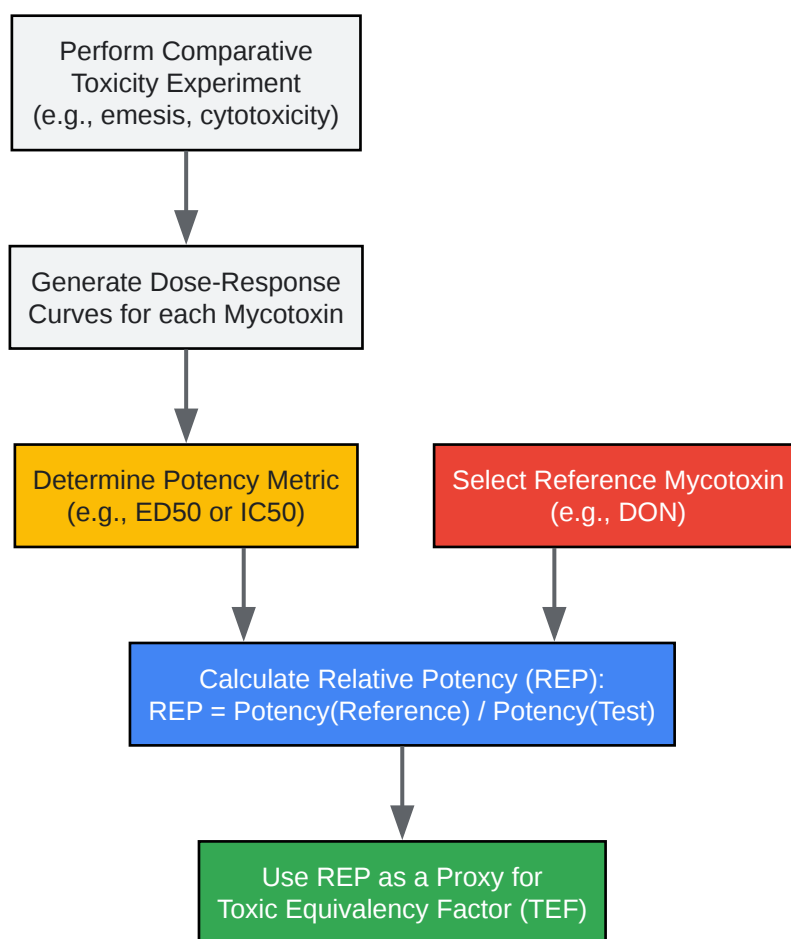 Perform Comparative
Toxicity Experiment
(e.g., emesis, cytotoxicity)
Generate Dose-Response
Curves for each Mycotoxin
Determine Potency Metric
(e.g., ED50 or IC50)
Select Reference Mycotoxin
(e.g., DON)
Calculate Relative Potency (REP):
REP = Potency(Reference) / Potency(Test)
Use REP as a Proxy for
Toxic Equivalency Factor (TEF)